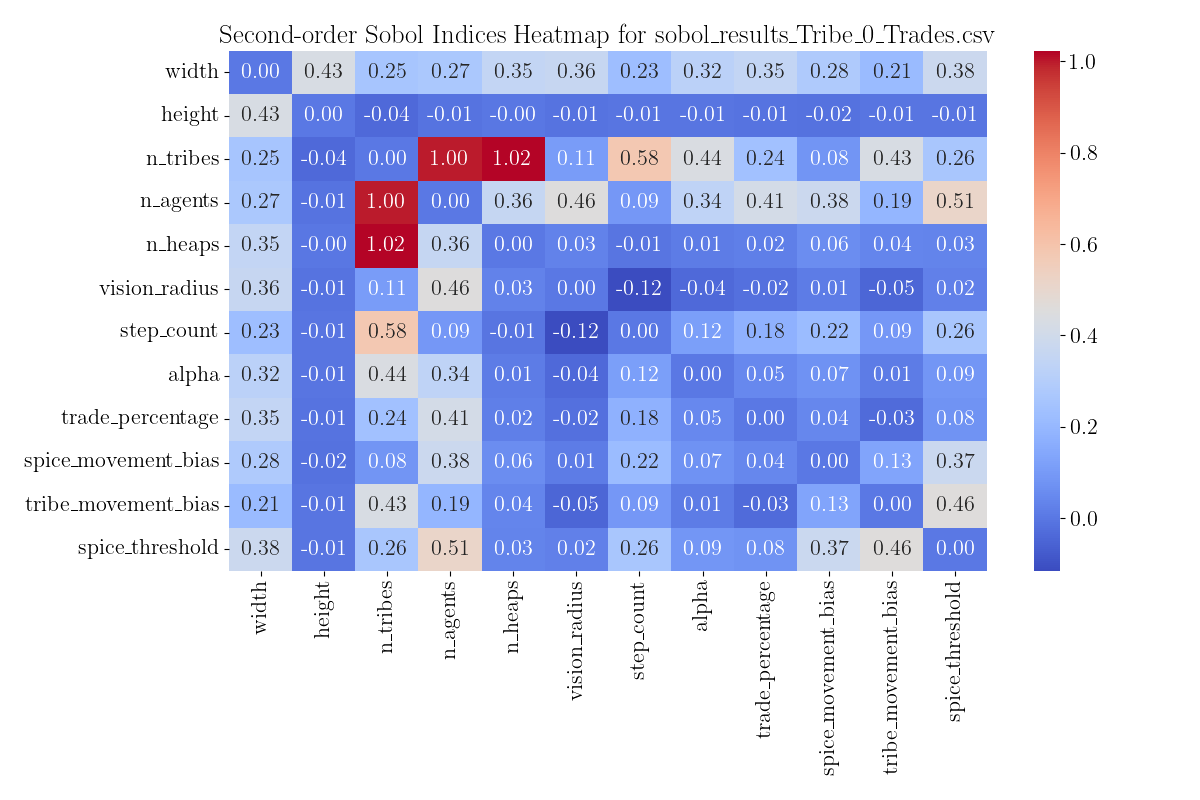 Second-order Sobol Indices Heatmap for sobol_results_Tribe_0_Trades.csv
width 0.00 0.43 0.25 0.27 0.35 0.36 0.23 0.32 0.35 0.28 0.21 0.38
height 0.43 0.00 -0.04 -0.01 -0.00 -0.01 -0.01 -0.01 -0.01 -0.02 -0.01 -0.01
n_tribes 0.25 -0.04 0.00 1.00 1.02 0.11 0.58 0.44 0.24 0.08 0.43 0.26
n_agents 0.27 -0.01 1.00 0.00 0.36 0.46 0.09 0.34 0.41 0.38 0.19 0.51
n_heaps 0.35 -0.00 1.02 0.36 0.00 0.03 -0.01 0.01 0.02 0.06 0.04 0.03
vision_radius 0.36 -0.01 0.11 0.46 0.03 0.00 -0.12 -0.04 -0.02 0.01 -0.05 0.02
step_count 0.23 -0.01 0.58 0.09 -0.01 -0.12 0.00 0.12 0.18 0.22 0.09 0.26
alpha 0.32 -0.01 0.44 0.34 0.01 -0.04 0.12 0.00 0.05 0.07 0.01 0.09
trade_percentage 0.35 -0.01 0.24 0.41 0.02 -0.02 0.18 0.05 0.00 0.04 -0.03 0.08
spice_movement_bias 0.28 -0.02 0.08 0.38 0.06 0.01 0.22 0.07 0.04 0.00 0.13 0.37
tribe_movement_bias 0.21 -0.01 0.43 0.19 0.04 -0.05 0.09 0.01 -0.03 0.13 0.00 0.46
spice_threshold 0.38 -0.01 0.26 0.51 0.03 0.02 0.26 0.09 0.08 0.37 0.46 0.00
width
height
n_tribes
n_agents
n_heaps
vision_radius
step_count
alpha
trade_percentage
spice_movement_bias
tribe_movement_bias
spice_threshold
1.0
0.8
0.6
0.4
0.2
0.0